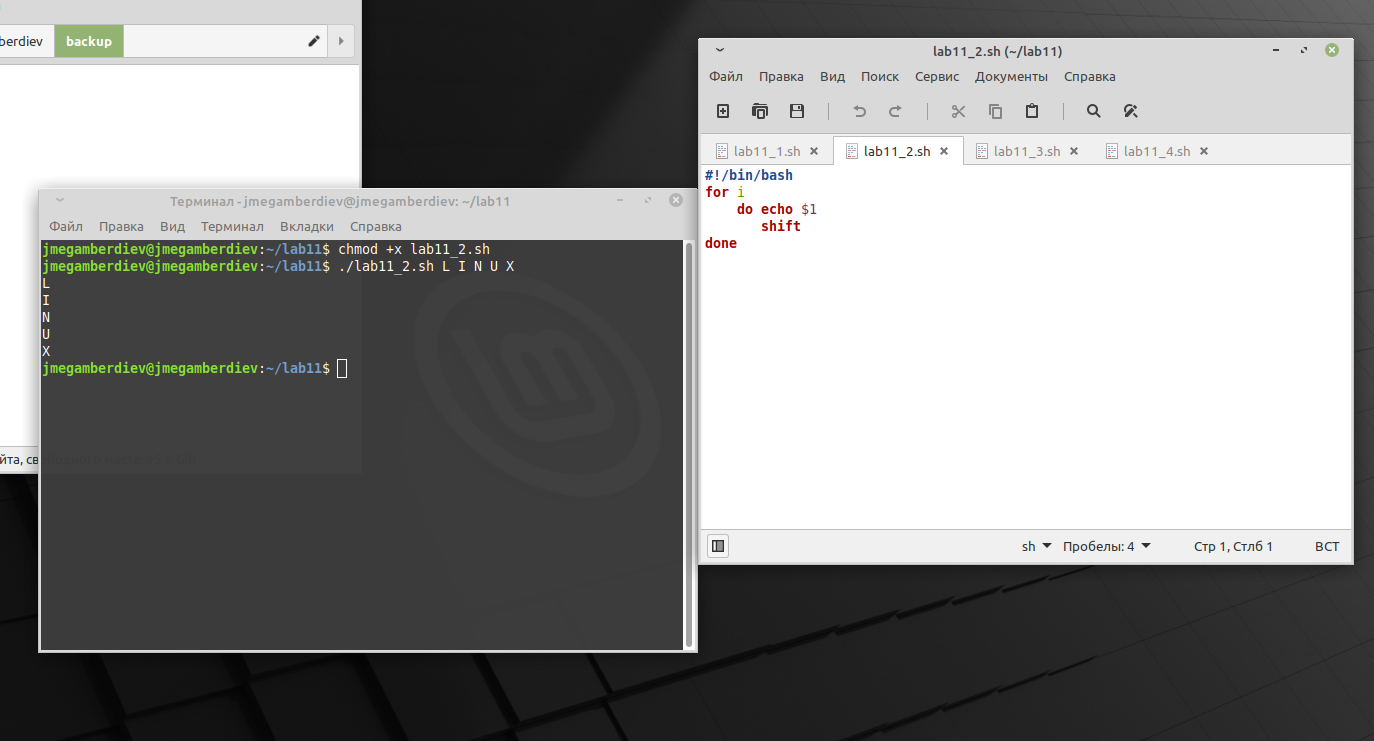 berdiev
backup
йта, св
Терминал - jmegamberdiev@jmegamberdiev: ~/lab11
Файл Правка Вид Терминал Вкладки Справка
jmegamberdiev@jmegamberdiev:~/lab11$ chmod +x lab11_2.sh
jmegamberdiev@jmegamberdiev:~/lab11$ ./lab11_2.sh L I N U X
L
I
N
U
X
jmegamberdiev@jmegamberdiev:~/lab11$
lab11_2.sh (~/lab11)
Файл Правка Вид Поиск Сервис Документы Справка
lab11_1.sh lab11_2.sh lab11_3.sh lab11_4.sh
#!/bin/bash
for i
    do echo $1
       shift
done
sh Пробелы: 4 Стр 1, Стлб 1 ВСТ